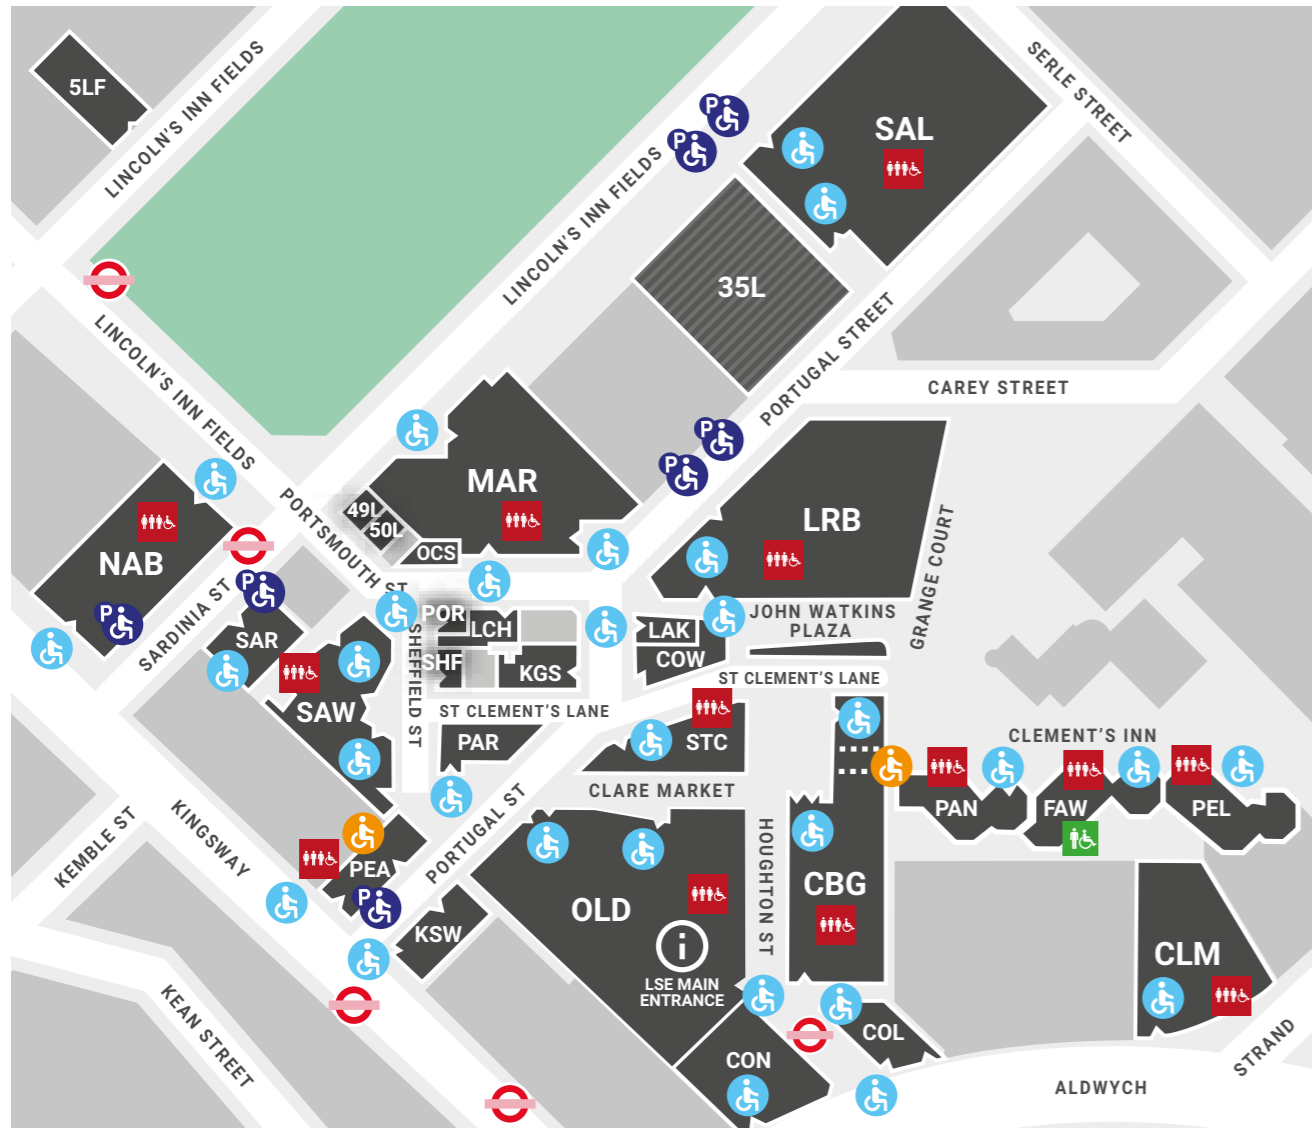 5LF
LINCOLN'S INN FIELDS
SERLE STREET
P
P
SAL
LINCOLN'S INN FIELDS
35L
LINCOLN'S INN FIELDS
PORTUGAL STREET
CAREY STREET
P
P
MAR
49L
50L
OCS
PORTSMOUTH ST
LRB
NAB
GRANGE COURT
P
P
SARDINIA ST
SAR
POR
LCH
SHF
KGS
SHEFFIELD ST
LAK
COW
JOHN WATKINS
PLAZA
ST CLEMENT'S LANE
SAW
ST CLEMENT'S LANE
PAR
STC
CLEMENT'S INN
CLARE MARKET
PAN
FAW
PEL
KEMBLE ST
KINGSWAY
PORTUGAL ST
PEA
P
KSW
OLD
i
LSE MAIN
ENTRANCE
HOUGHTON ST
CBG
CLM
KEAN STREET
CON
COL
STRAND
ALDWYCH